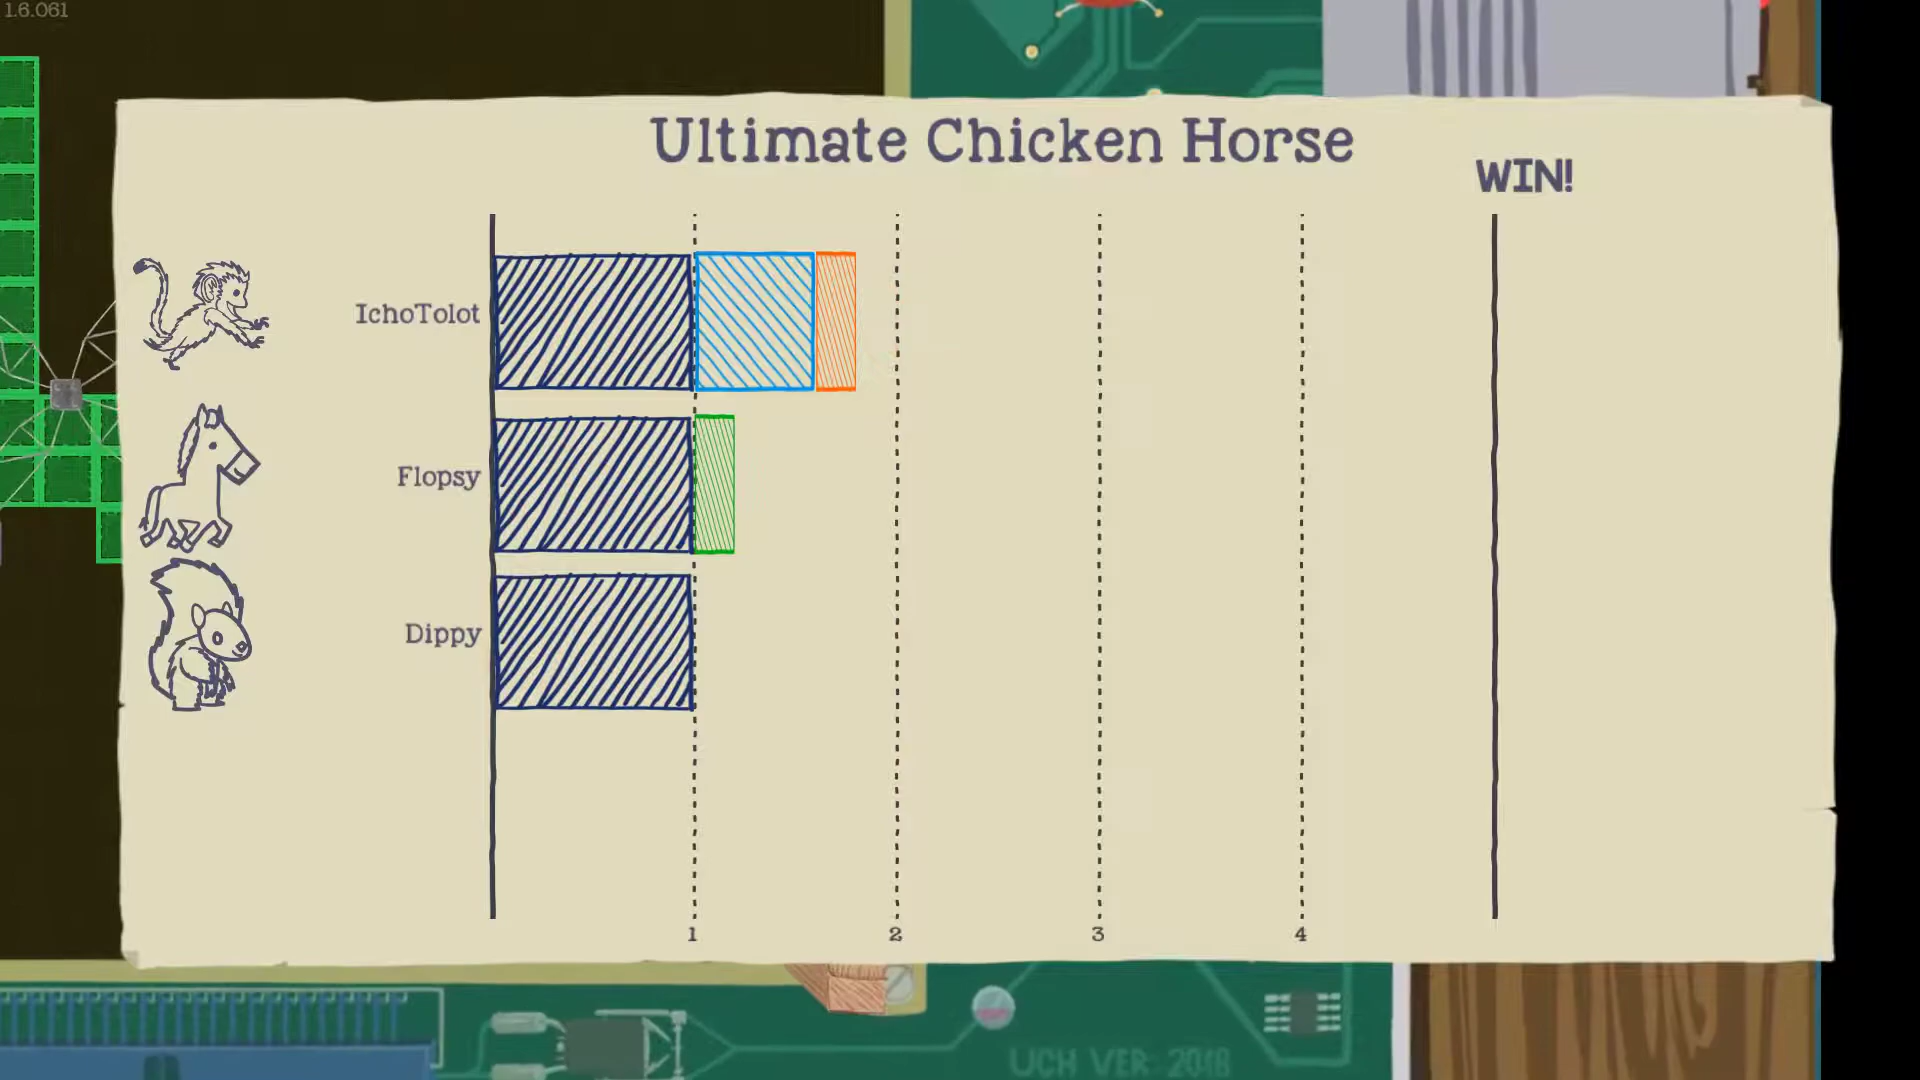 1.6.061
Ultimate Chicken Horse
WIN!
IchoTolot
Flopsy
Dippy
1 2 3 4
UCH VER 2018